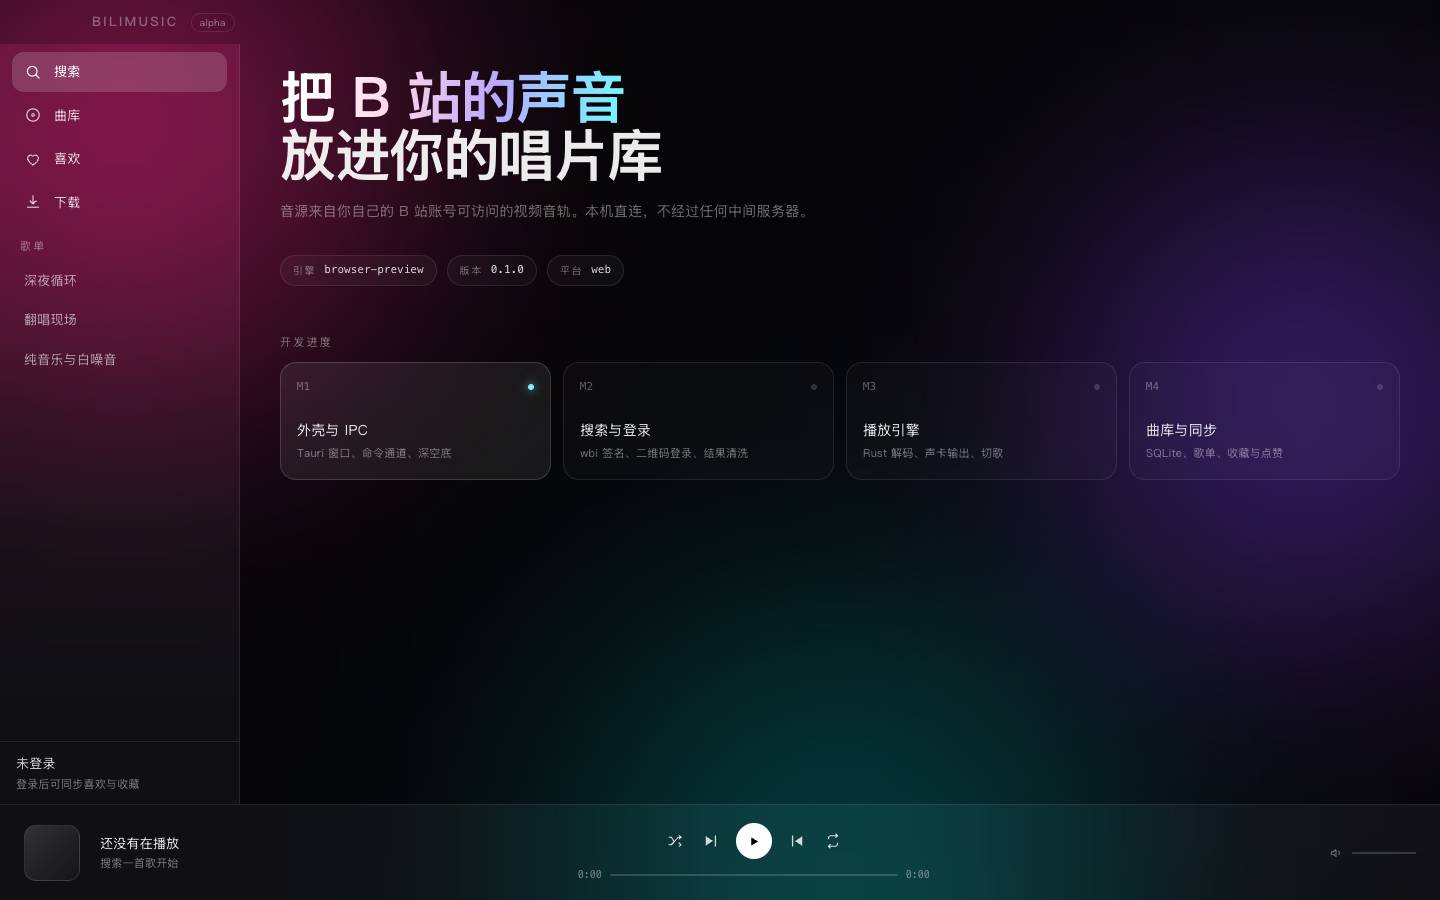 BILIMUSIC alpha
搜索
曲库
喜欢
下载
歌单
深夜循环
翻唱现场
纯音乐与白噪音
未登录
登录后可同步喜欢与收藏
把 B 站的声音
放进你的唱片库
音源来自你自己的 B 站账号可访问的视频音轨。本机直连，不经过任何中间服务器。
引擎 browser-preview 版本 0.1.0 平台 web
开发进度
M1
外壳与 IPC
Tauri 窗口、命令通道、深空底
M2
搜索与登录
wbi 签名、二维码登录、结果清洗
M3
播放引擎
Rust 解码、声卡输出、切歌
M4
曲库与同步
SQLite、歌单、收藏与点赞
还没有在播放
搜索一首歌开始
0:00 0:00